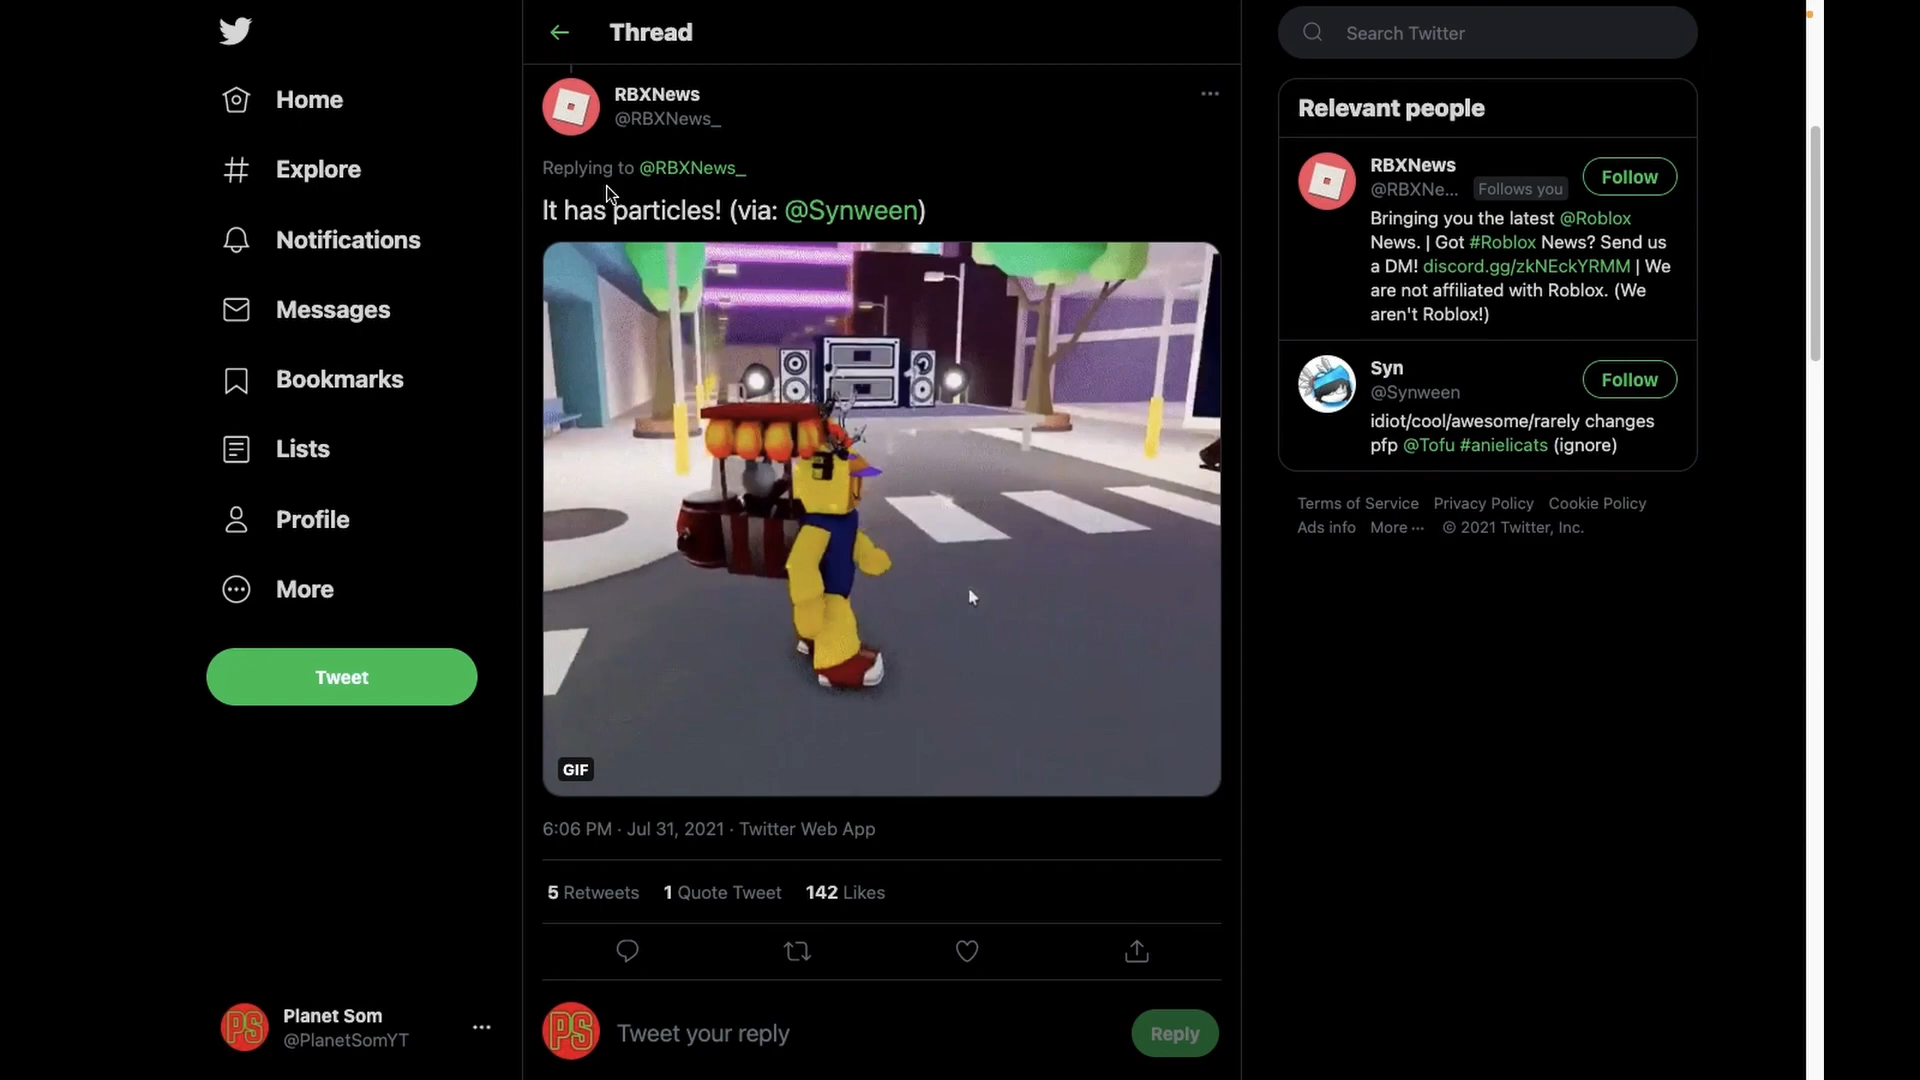 Home
Explore
Notifications
Messages
Bookmarks
Lists
Profile
More
Tweet
Planet Som
@PlanetSomYT
Thread
RBXNews
@RBXNews_
Replying to @RBXNews_
It has particles! (via: @Synween)
GIF
6:06 PM · Jul 31, 2021 · Twitter Web App
5 Retweets 1 Quote Tweet 142 Likes
PS
Tweet your reply
Reply
Search Twitter
Relevant people
RBXNews
@RBXNe... Follows you
Follow
Bringing you the latest @Roblox
News. | Got #Roblox News? Send us
a DM! discord.gg/zkNEckYRMM | We
are not affiliated with Roblox. (We
aren't Roblox!)
Syn
@Synween
Follow
idiot/cool/awesome/rarely changes
pfp @Tofu #anielicats (ignore)
Terms of Service Privacy Policy Cookie Policy
Ads info More ··· © 2021 Twitter, Inc.
PS